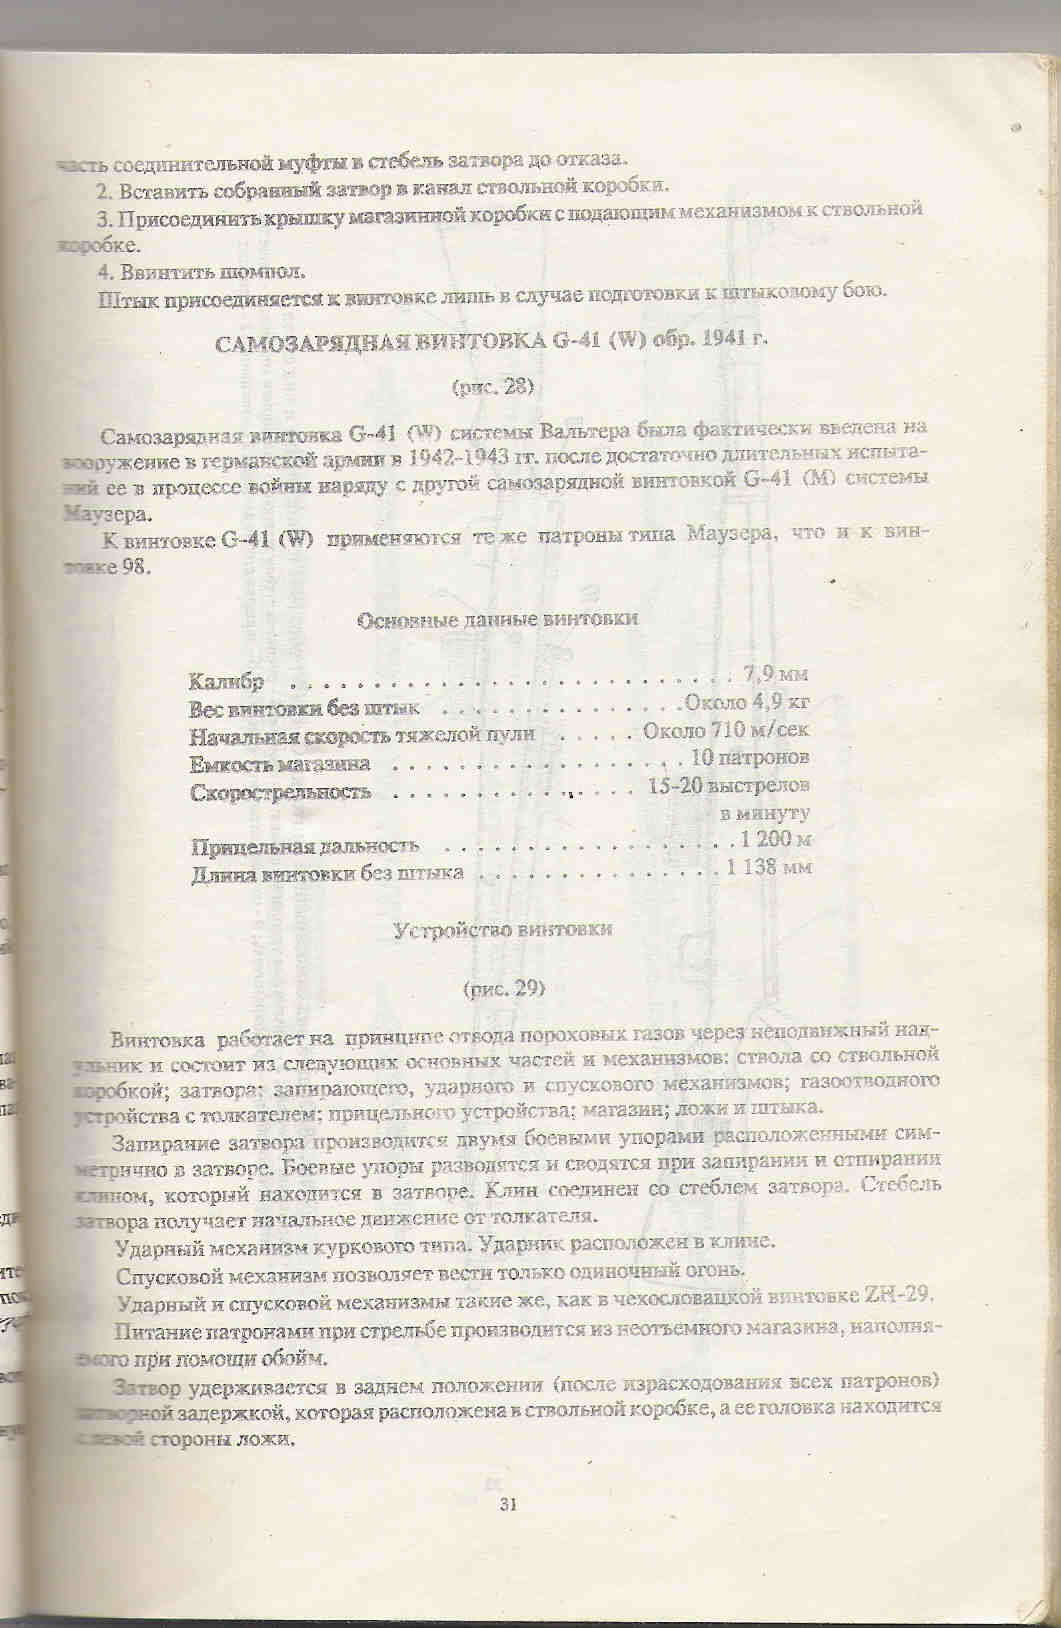 часть соединительной муфты в стебель затвора до отказа.
2. Вставить собранный затвор в канал ствольной коробки.
3. Присоединить крышку магазинной коробки с подающим механизмом к ствольной
коробке.
4. Ввинтить шомпол.
Штык присоединяется к винтовке лишь в случае подготовки к штыковому бою.
САМОЗАРЯДНАЯ ВИНТОВКА G-41 (W) обр. 1941 г.
(рис. 28)
Самозарядная винтовка G-41 (W) системы Вальтера была фактически введена на
вооружение в германской армии в 1942-1943 гг. после достаточно длительных испыта-
ний ее в процессе войны наряду с другой самозарядной винтовкой G-41 (M) системы
Маузера.
К винтовке G-41 (W) применяются те же патроны типа Маузера, что и к вин-
товке 98.
Основные данные винтовки
Калибр . . . . . . . . . . . . . . . . . . . . . . . . . . . 7,9 мм
Вес винтовки без штык . . . . . . . . . . . . . . . Около 4,9 кг
Начальная скорость тяжелой пули . . . . . Около 710 м/сек
Емкость магазина . . . . . . . . . . . . . . . . . . 10 патронов
Скорострельность . . . . . . . . . . . . . . . 15-20 выстрелов
в минуту
Прицельная дальность . . . . . . . . . . . . . . . . . . 1 200 м
Длина винтовки без штыка . . . . . . . . . . . . . . . 1 138 мм
Устройство винтовки
(рис. 29)
Винтовка работает на принципе отвода пороховых газов через неподвижный над-
ульник и состоит из следующих основных частей и механизмов: ствола со ствольной
коробкой; затвора; запирающего, ударного и спускового механизмов; газоотводного
устройства с толкателем; прицельного устройства; магазин; ложи и штыка.
Запирание затвора производится двумя боевыми упорами расположенными сим-
метрично в затворе. Боевые упоры разводятся и сводятся при запирании и отпирании
клином, который находится в затворе. Клин соединен со стеблем затвора. Стебель
затвора получает начальное движение от толкателя.
Ударный механизм куркового типа. Ударник расположен в клине.
Спусковой механизм позволяет вести только одиночный огонь.
Ударный и спусковой механизмы такие же, как в чехословацкой винтовке ZH-29.
Питание патронами при стрельбе производится из неотъемного магазина, наполня-
емого при помощи обойм.
Затвор удерживается в заднем положении (после израсходования всех патронов)
затворной задержкой, которая расположена в ствольной коробке, а ее головка находится
с левой стороны ложи.
31